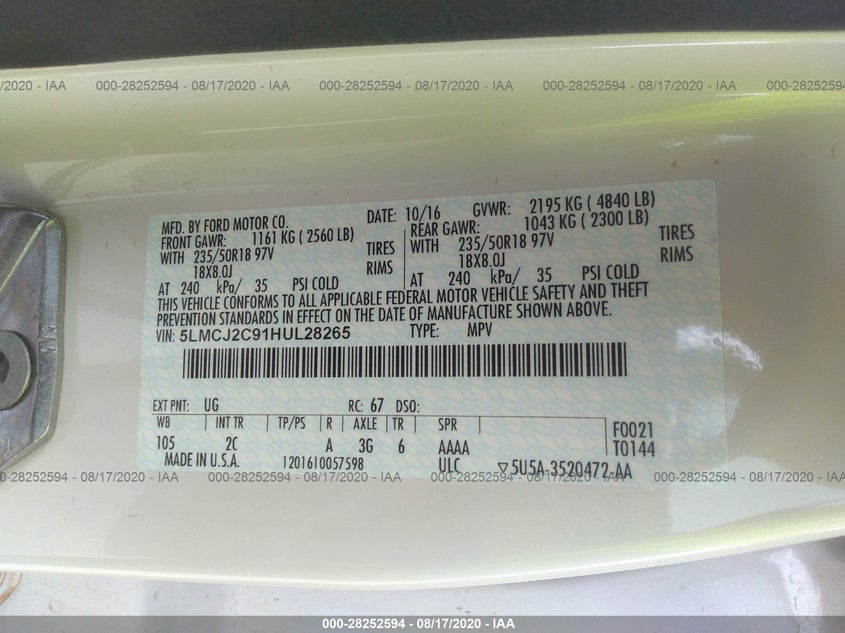 2020 - IAA 000-28252594 - 08/17/2020 - IAA 000-28252594 - 08/17/2020 - IAA 000-28252594 - 08/17/2020 - IAA 000-28252594
MFD. BY FORD MOTOR CO. DATE: 10/16 GVWR: 2195 KG ( 4840 LB)
FRONT GAWR: 1161 KG ( 2560 LB) REAR GAWR: 1043 KG ( 2300 LB)
WITH 235/50R18 97V TIRES WITH 235/50R18 97V TIRES
18X8.0J RIMS 18X8.0J RIMS
AT 240 kPa/ 35 PSI COLD AT 240 kPa/ 35 PSI COLD
THIS VEHICLE CONFORMS TO ALL APPLICABLE FEDERAL MOTOR VEHICLE SAFETY AND THEFT
PREVENTION STANDARDS IN EFFECT ON THE DATE OF MANUFACTURE SHOWN ABOVE.
VIN: 5LMCJ2C91HUL28265 TYPE: MPV
EXT PNT: UG RC: 67 DSO:
WB INT TR TP/PS R AXLE TR SPR F0021
105 2C A 3G 6 AAAA T0144
MADE IN U.S.A. 1201610057598 ULC ▽5U5A-3520472-AA
2020 - IAA 000-28252594 - 08/17/2020 - IAA 000-28252594 - 08/17/2020 - IAA 000-28252594 - 08/17/2020 - IAA 000-28252594
000-28252594 - 08/17/2020 - IAA